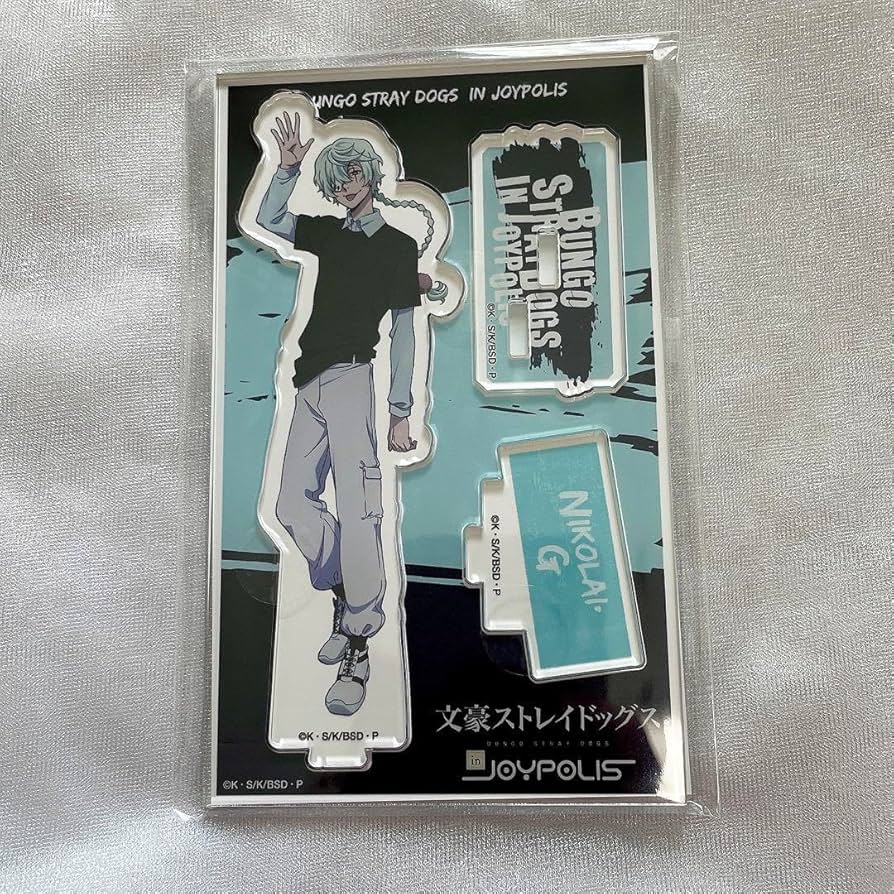 BUNGO STRAY DOGS IN JOYPOLIS
BUNGO
STRAY DOGS
IN JOYPOLIS
©K・S/K/BSD・P
NIKOLAI・
G
©K・S/K/BSD・P
©K・S/K/BSD・P
文豪ストレイドッグス
BUNGO STRAY DOGS
in
JOYPOLIS
©K・S/K/BSD・P